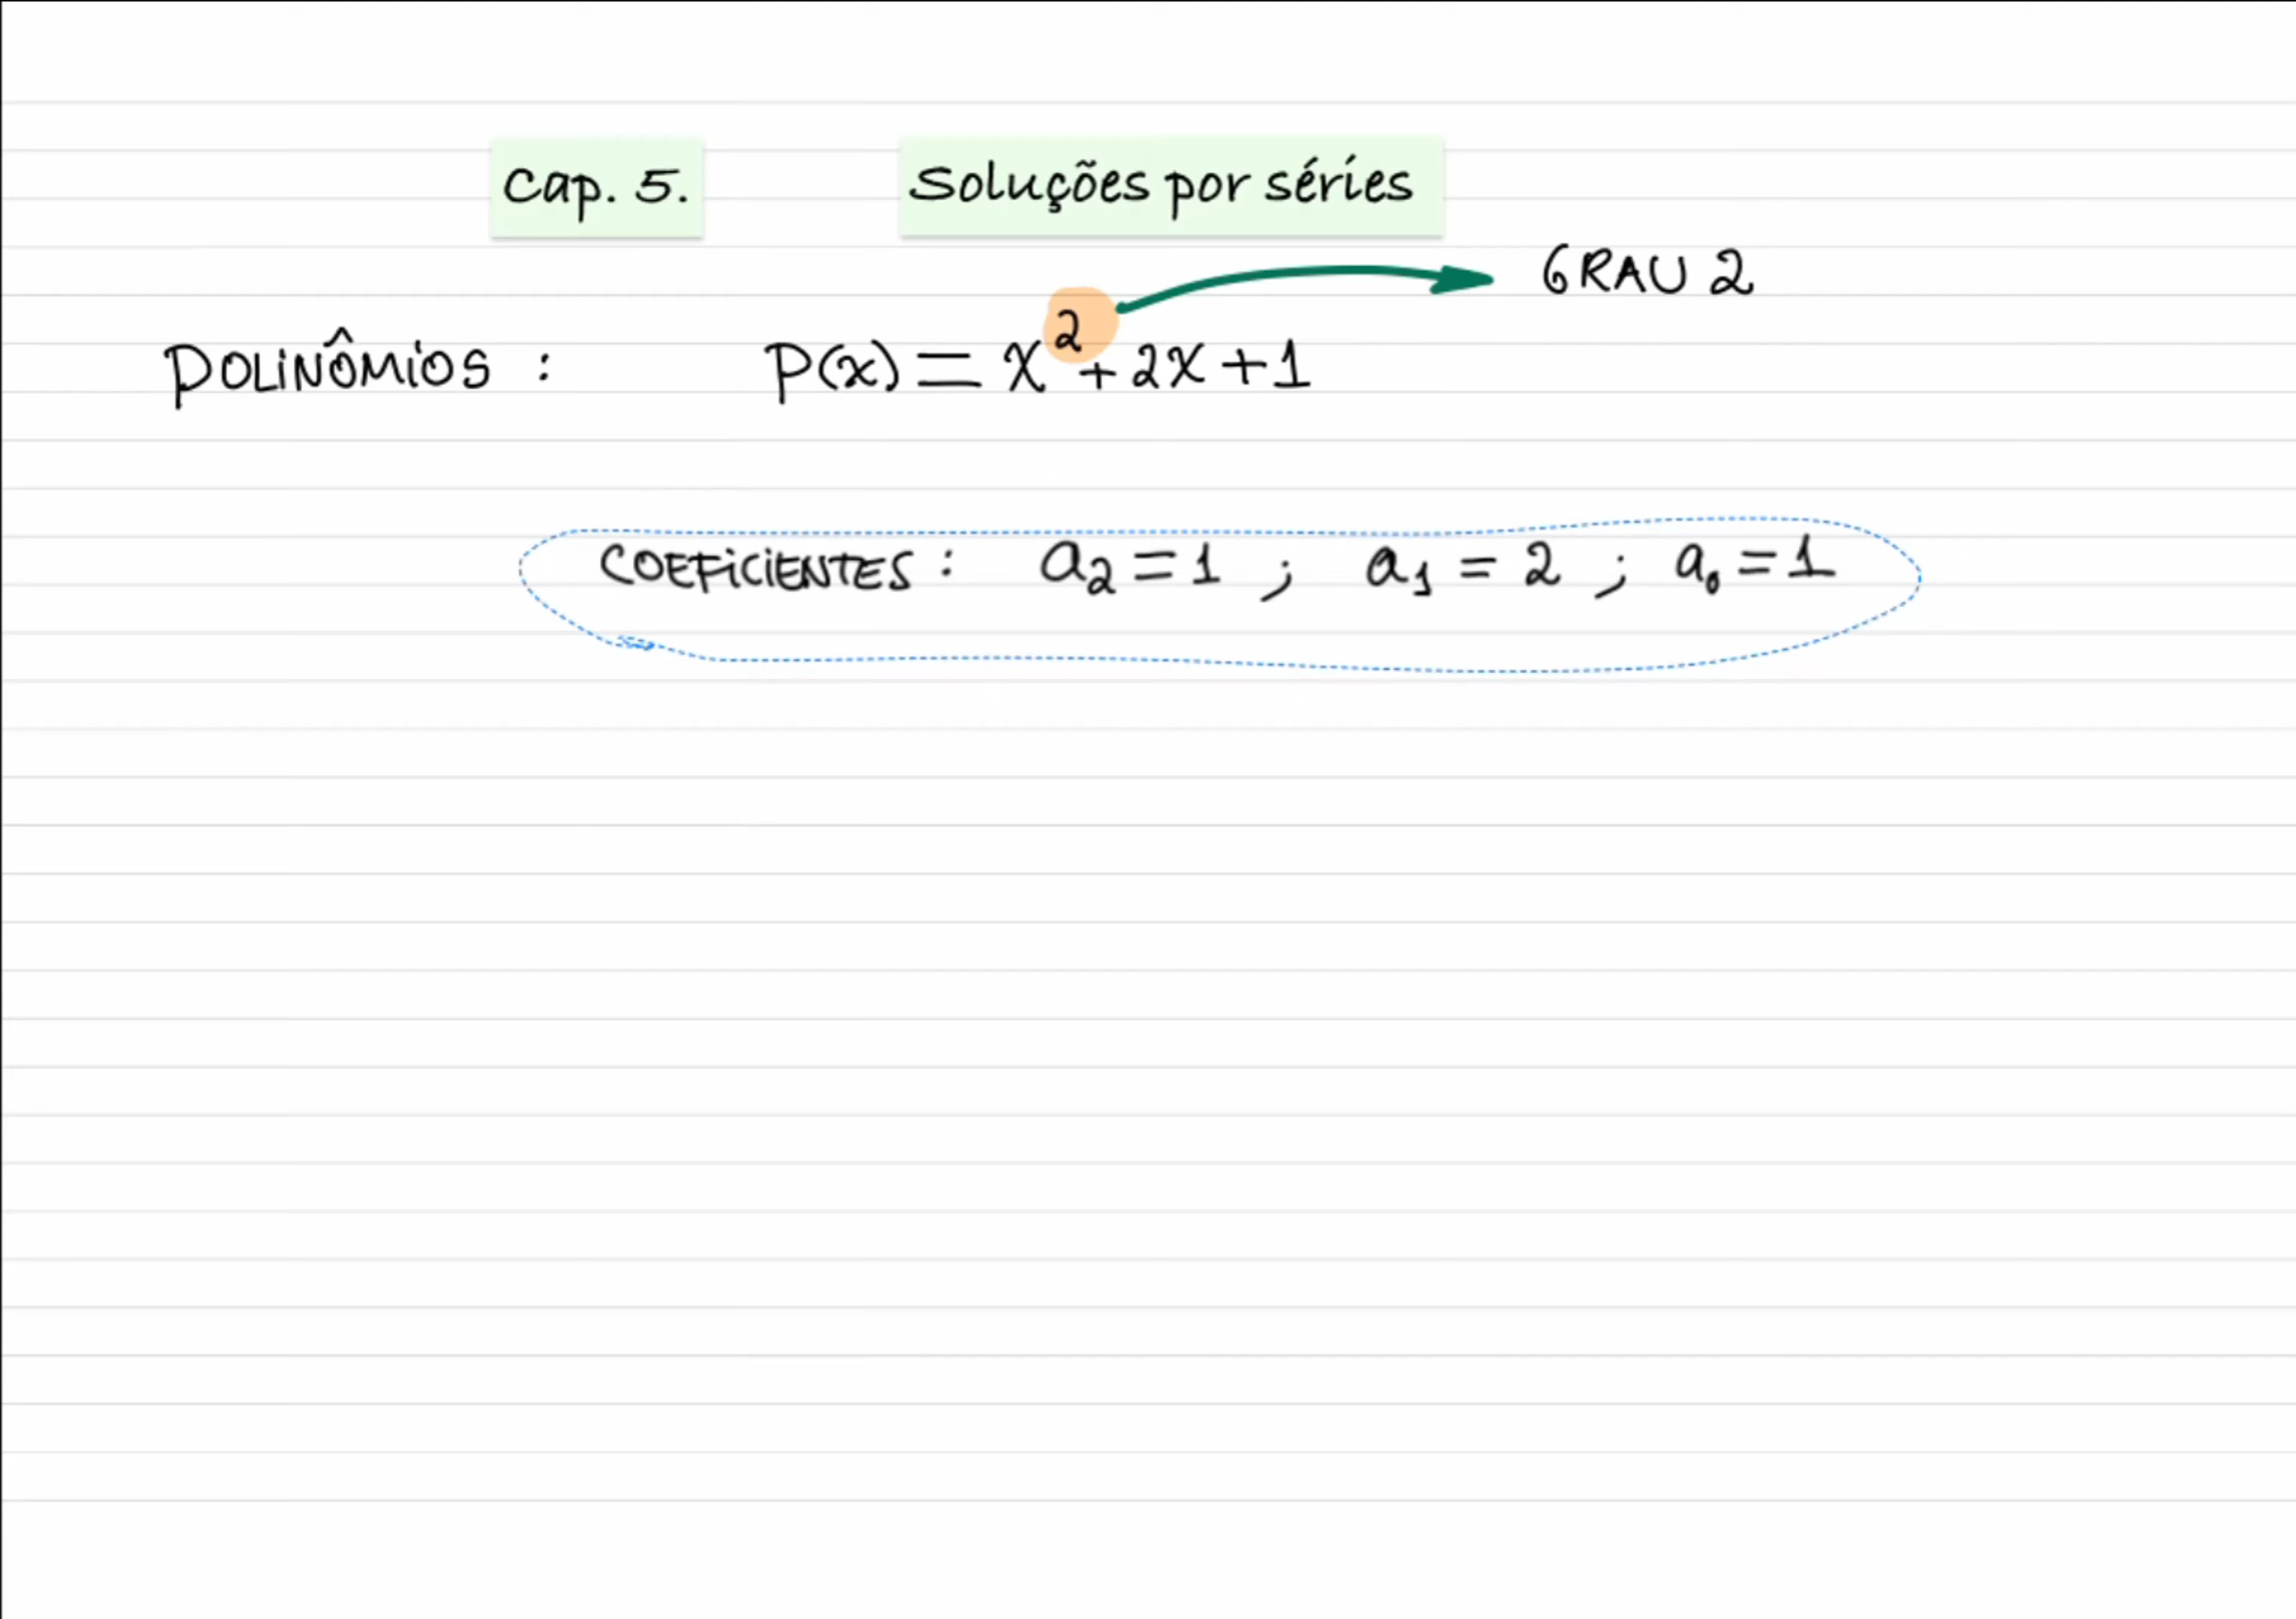 Cap. 5. Soluções por séries
GRAU 2
POLINÔMIOS : P(x) = x² + 2x + 1
COEFICIENTES : a₂ = 1 ; a₁ = 2 ; a₀ = 1